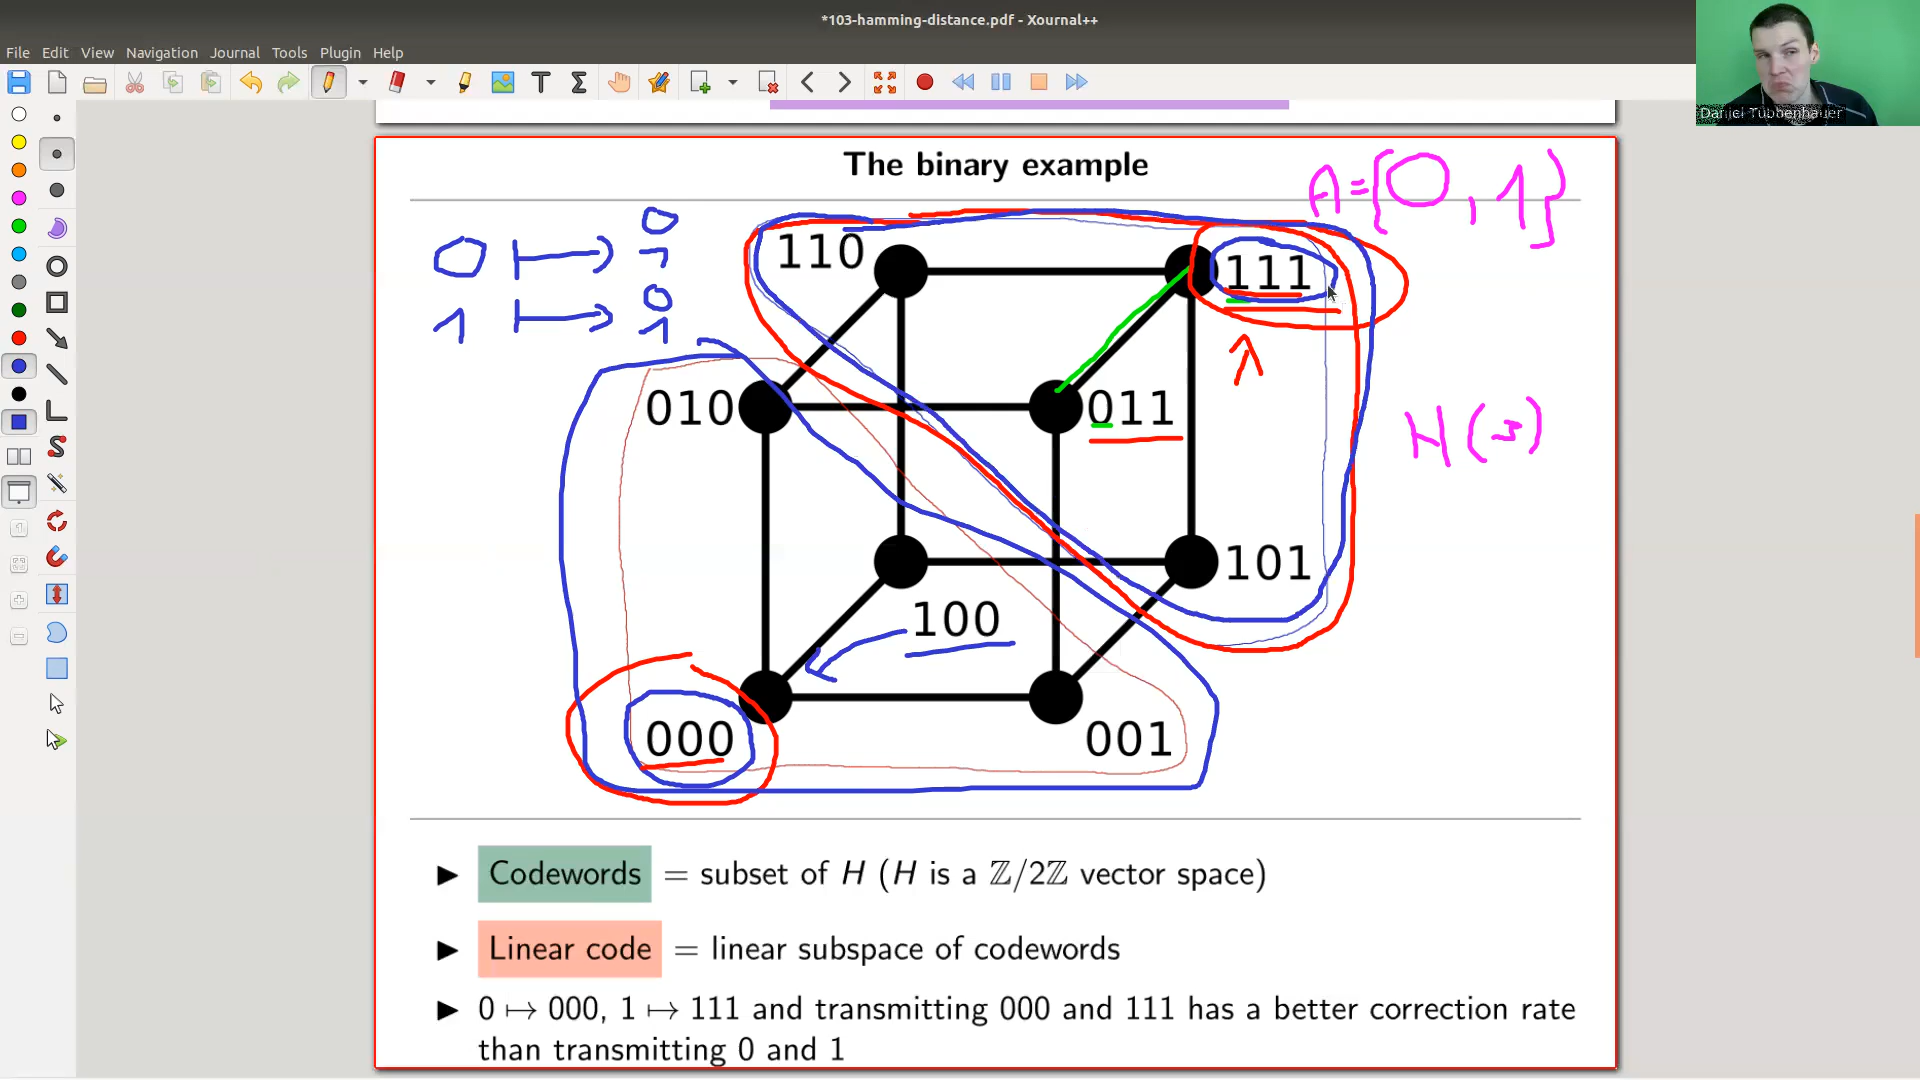 *103-hamming-distance.pdf - Xournal++
File Edit View Navigation Journal Tools Plugin Help
Daniel Tubbenhauer
The binary example
A={0,1}
0 ↦ 0 1
1 ↦ 0 1
110
111
010
011
H(3)
101
100
000
001
► Codewords = subset of H (H is a ℤ/2ℤ vector space)
► Linear code = linear subspace of codewords
► 0 ↦ 000, 1 ↦ 111 and transmitting 000 and 111 has a better correction rate
than transmitting 0 and 1